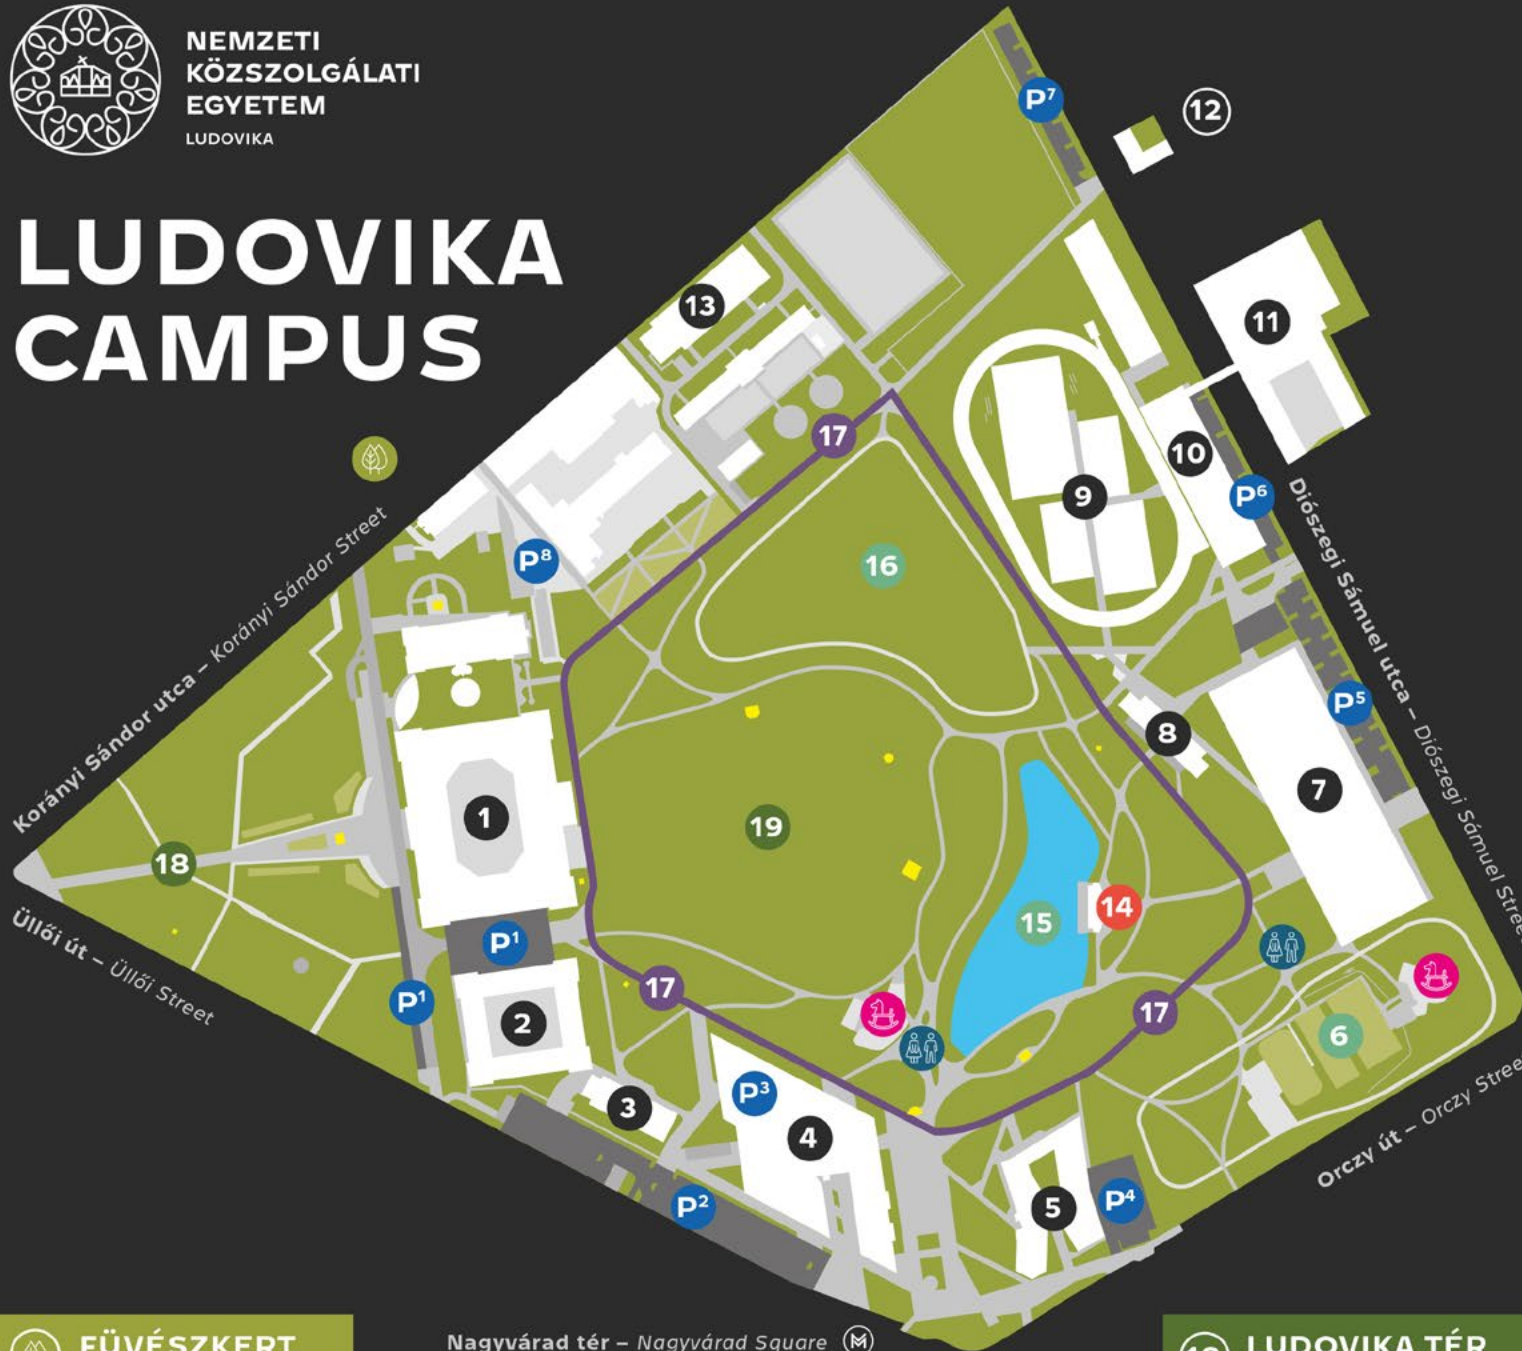 NEMZETI
KÖZSZOLGÁLATI
EGYETEM
LUDOVIKA
LUDOVIKA
CAMPUS
P7
12
13
11
17
10
9
P6
P8
16
Korányi Sándor utca – Korányi Sándor Street
Diószegi Sámuel utca – Diószegi Sámuel Street
P5
8
7
1
19
18
14
15
Üllői út – Üllői Street
P1
P1
17
2
17
6
P3
3
4
P2
5
P4
Orczy út – Orczy Stree
FÜVÉSZKERT
Nagyvárad tér – Nagyvárad Square M
18 LUDOVIKA TÉR